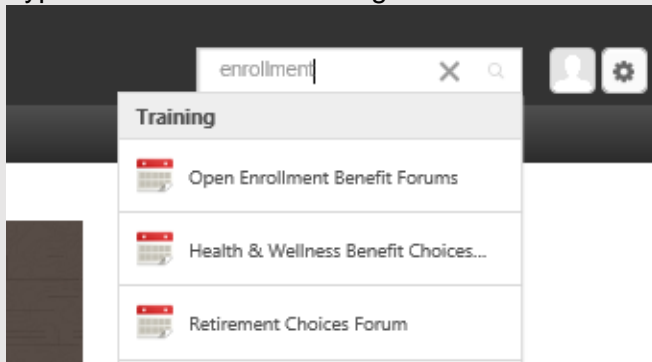 enrollment
Training
Open Enrollment Benefit Forums
Health & Wellness Benefit Choices...
Retirement Choices Forum